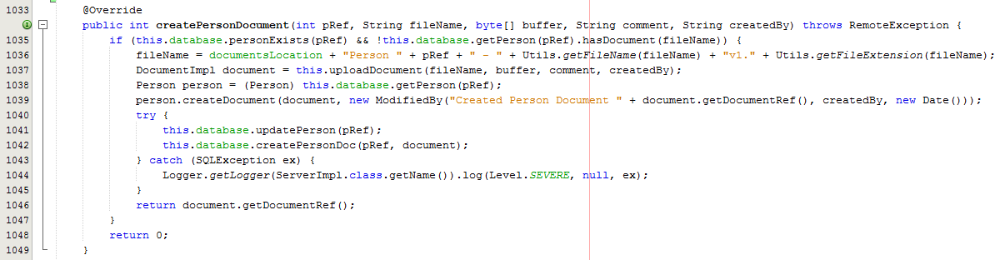 1033 @Override
public int createPersonDocument(int pRef, String fileName, byte[] buffer, String comment, String createdBy) throws RemoteException {
1035 if (this.database.personExists(pRef) && !this.database.getPerson(pRef).hasDocument(fileName)) {
1036 fileName = documentsLocation + "Person " + pRef + " - " + Utils.getFileName(fileName) + "v1." + Utils.getFileExtension(fileName);
1037 DocumentImpl document = this.uploadDocument(fileName, buffer, comment, createdBy);
1038 Person person = (Person) this.database.getPerson(pRef);
1039 person.createDocument(document, new ModifiedBy("Created Person Document " + document.getDocumentRef(), createdBy, new Date()));
1040 try {
1041 this.database.updatePerson(pRef);
1042 this.database.createPersonDoc(pRef, document);
1043 } catch (SQLException ex) {
1044 Logger.getLogger(ServerImpl.class.getName()).log(Level.SEVERE, null, ex);
1045 }
1046 return document.getDocumentRef();
1047 }
1048 return 0;
1049 }